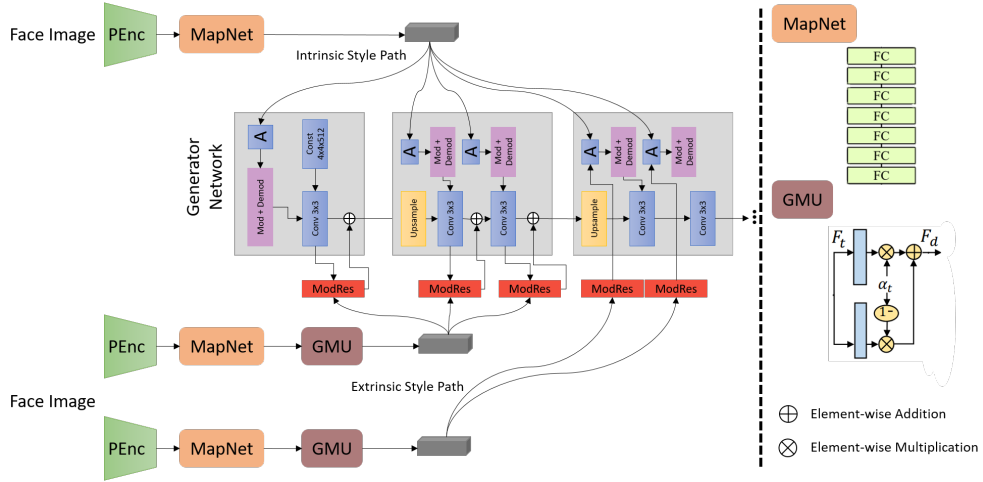 Face Image
PEnc
MapNet
Intrinsic Style Path
Generator
Network
A
Mod + Demod
Const
4x4x512
Conv 3x3
A
Mod +
Demod
A
Mod +
Demod
Upsample
Conv 3x3
Conv 3x3
A
Mod +
Demod
A
Mod +
Demod
Upsample
Conv 3x3
Conv 3x3
ModRes
ModRes
ModRes
ModRes
ModRes
PEnc
MapNet
GMU
Extrinsic Style Path
Face Image
PEnc
MapNet
GMU
MapNet
FC
FC
FC
FC
FC
FC
FC
GMU
F_t
F_d
α_t
1-
Element-wise Addition
Element-wise Multiplication